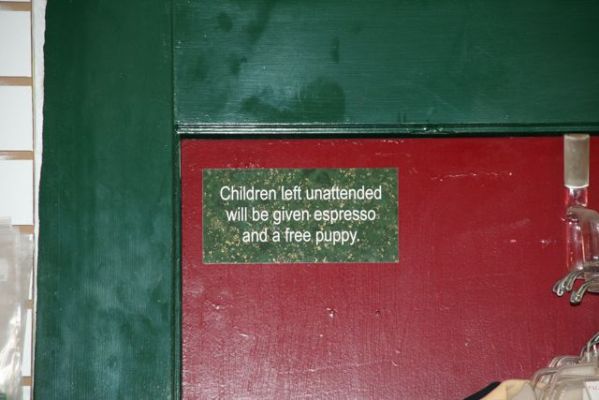 Children left unattended
will be given espresso
and a free puppy.